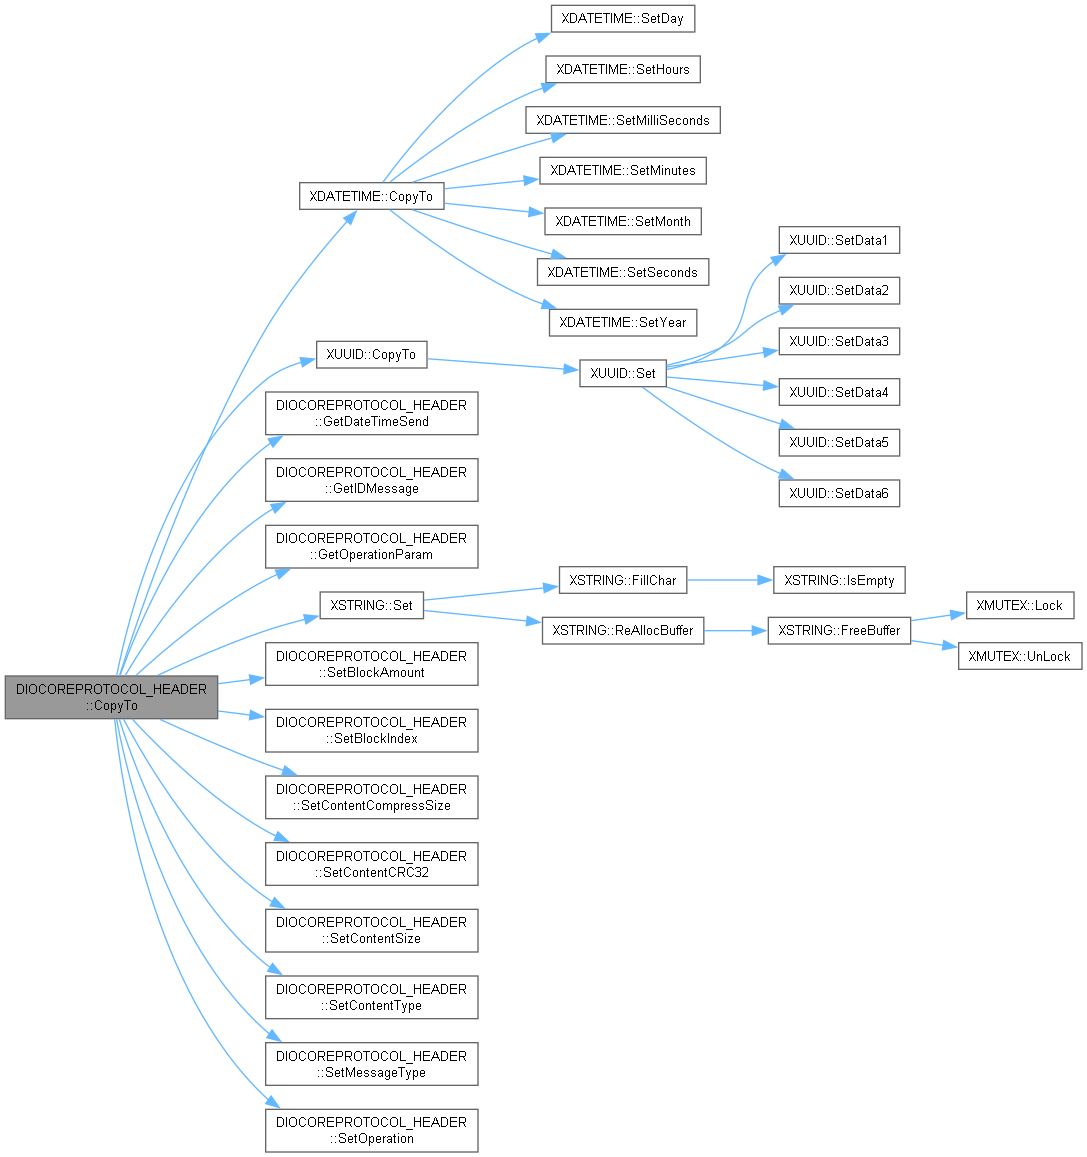 XDATETIME::SetDay
XDATETIME::SetHours
XDATETIME::SetMilliSeconds
XDATETIME::SetMinutes
XDATETIME::CopyTo
XDATETIME::SetMonth
XUUID::SetData1
XDATETIME::SetSeconds
XUUID::SetData2
XDATETIME::SetYear
XUUID::SetData3
XUUID::CopyTo
XUUID::Set
XUUID::SetData4
DIOCOREPROTOCOL_HEADER
::GetDateTimeSend
XUUID::SetData5
DIOCOREPROTOCOL_HEADER
::GetIDMessage
XUUID::SetData6
DIOCOREPROTOCOL_HEADER
::GetOperationParam
XSTRING::FillChar
XSTRING::IsEmpty
XSTRING::Set
XMUTEX::Lock
XSTRING::ReAllocBuffer
XSTRING::FreeBuffer
XMUTEX::UnLock
DIOCOREPROTOCOL_HEADER
::SetBlockAmount
DIOCOREPROTOCOL_HEADER
::CopyTo
DIOCOREPROTOCOL_HEADER
::SetBlockIndex
DIOCOREPROTOCOL_HEADER
::SetContentCompressSize
DIOCOREPROTOCOL_HEADER
::SetContentCRC32
DIOCOREPROTOCOL_HEADER
::SetContentSize
DIOCOREPROTOCOL_HEADER
::SetContentType
DIOCOREPROTOCOL_HEADER
::SetMessageType
DIOCOREPROTOCOL_HEADER
::SetOperation